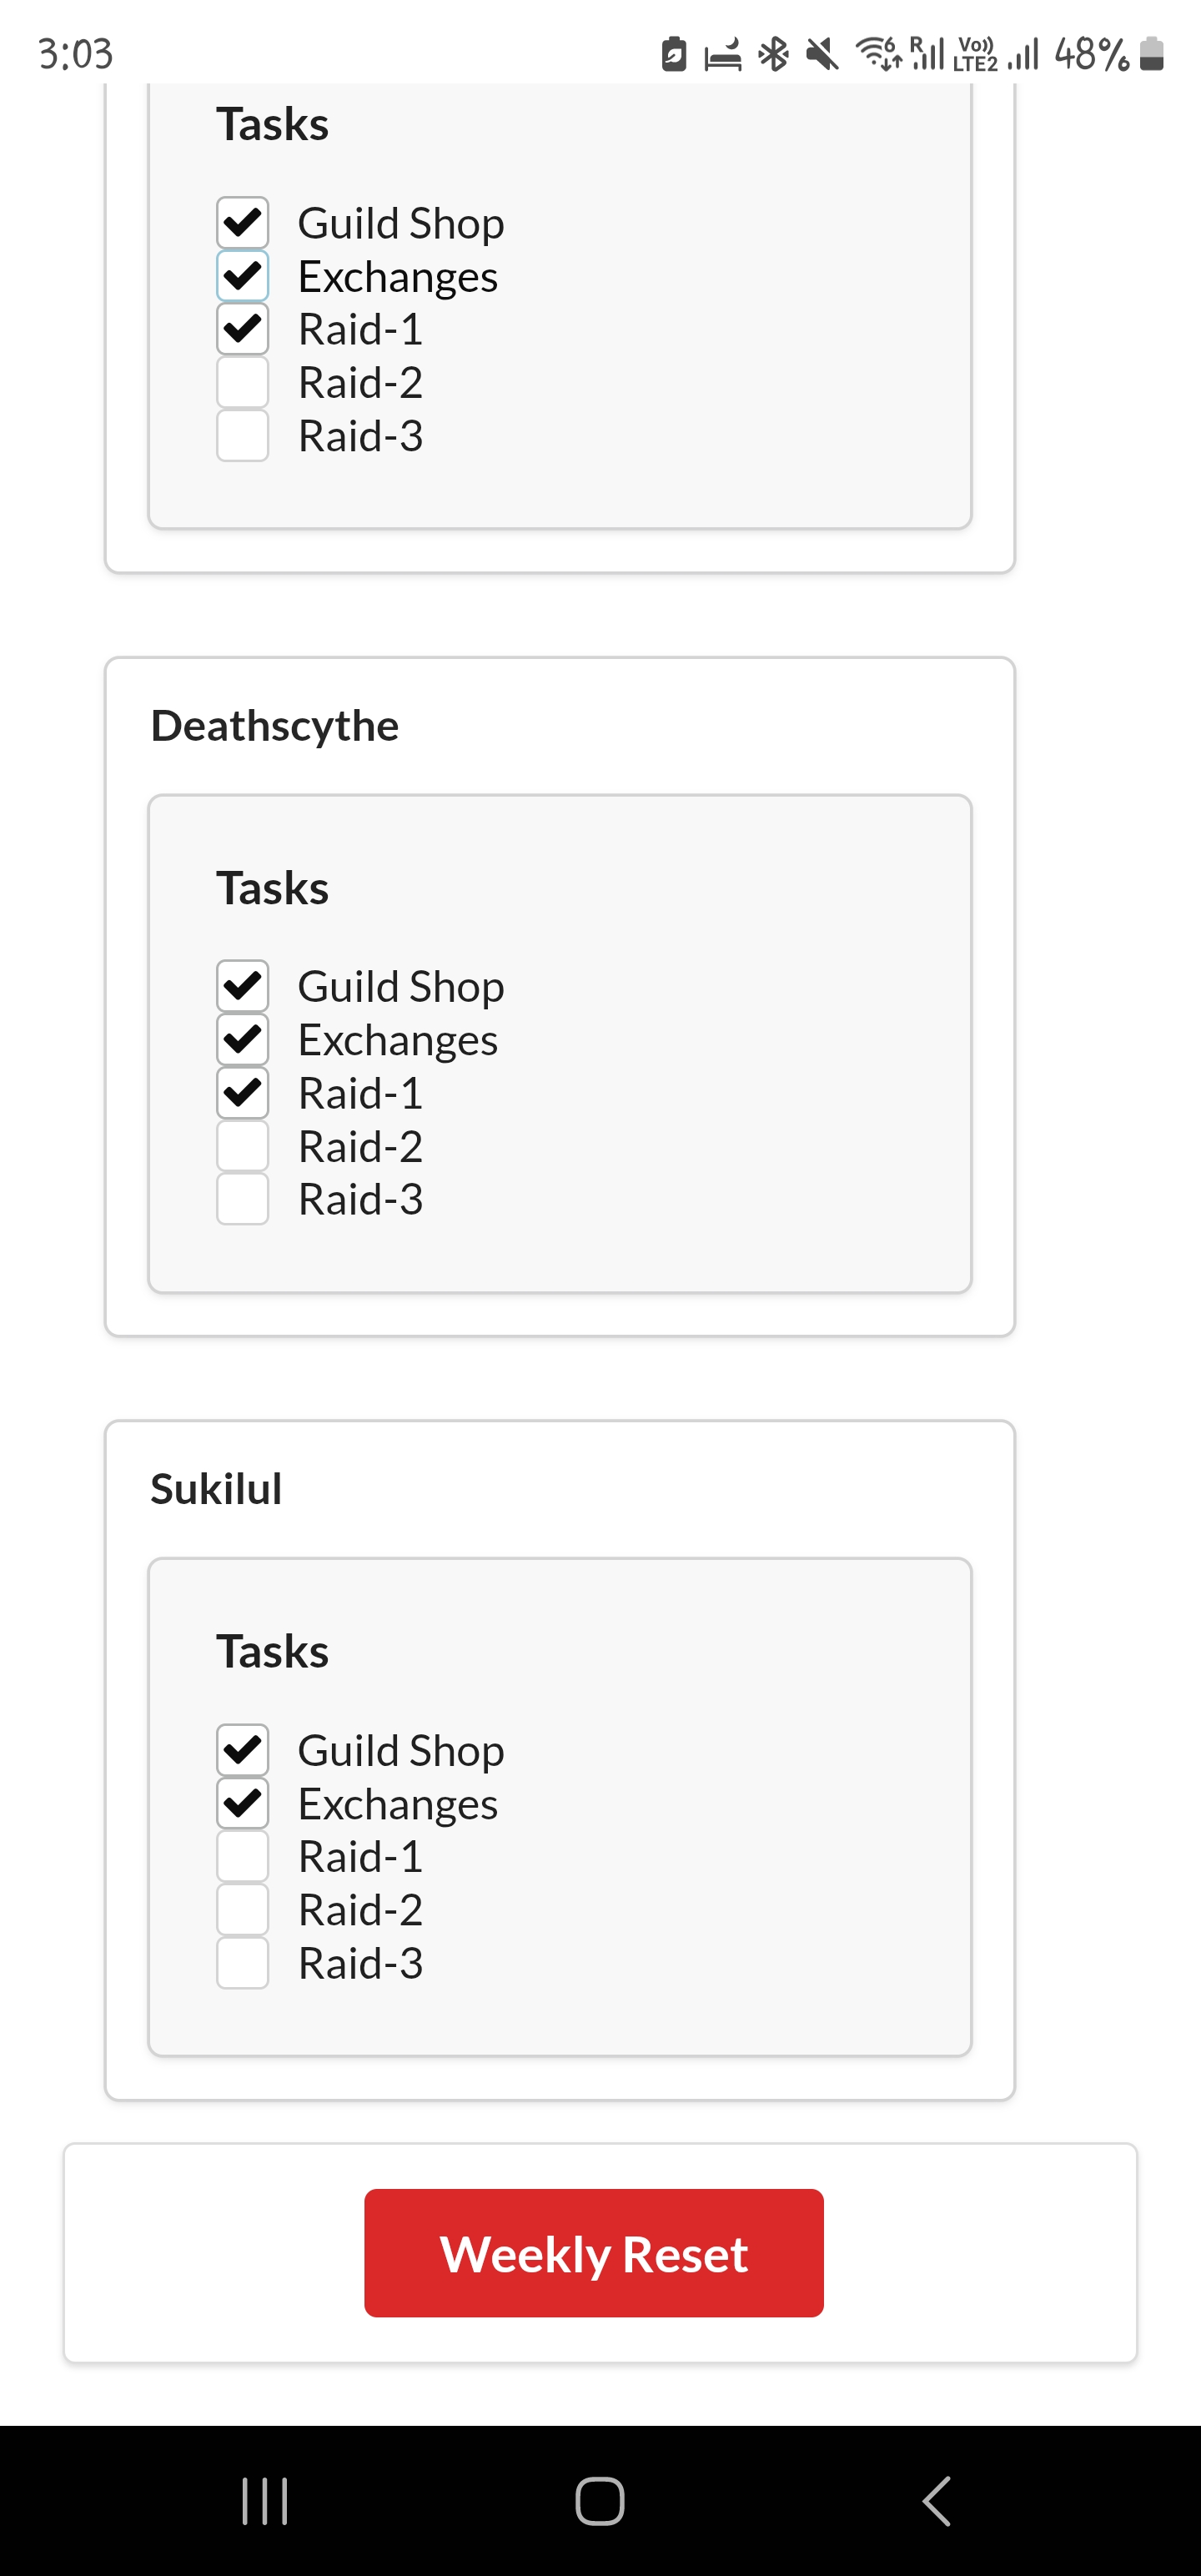 3:03
6 R Vo)) LTE2 48%
Tasks
Guild Shop
Exchanges
Raid-1
Raid-2
Raid-3
Deathscythe
Tasks
Guild Shop
Exchanges
Raid-1
Raid-2
Raid-3
Sukilul
Tasks
Guild Shop
Exchanges
Raid-1
Raid-2
Raid-3
Weekly Reset